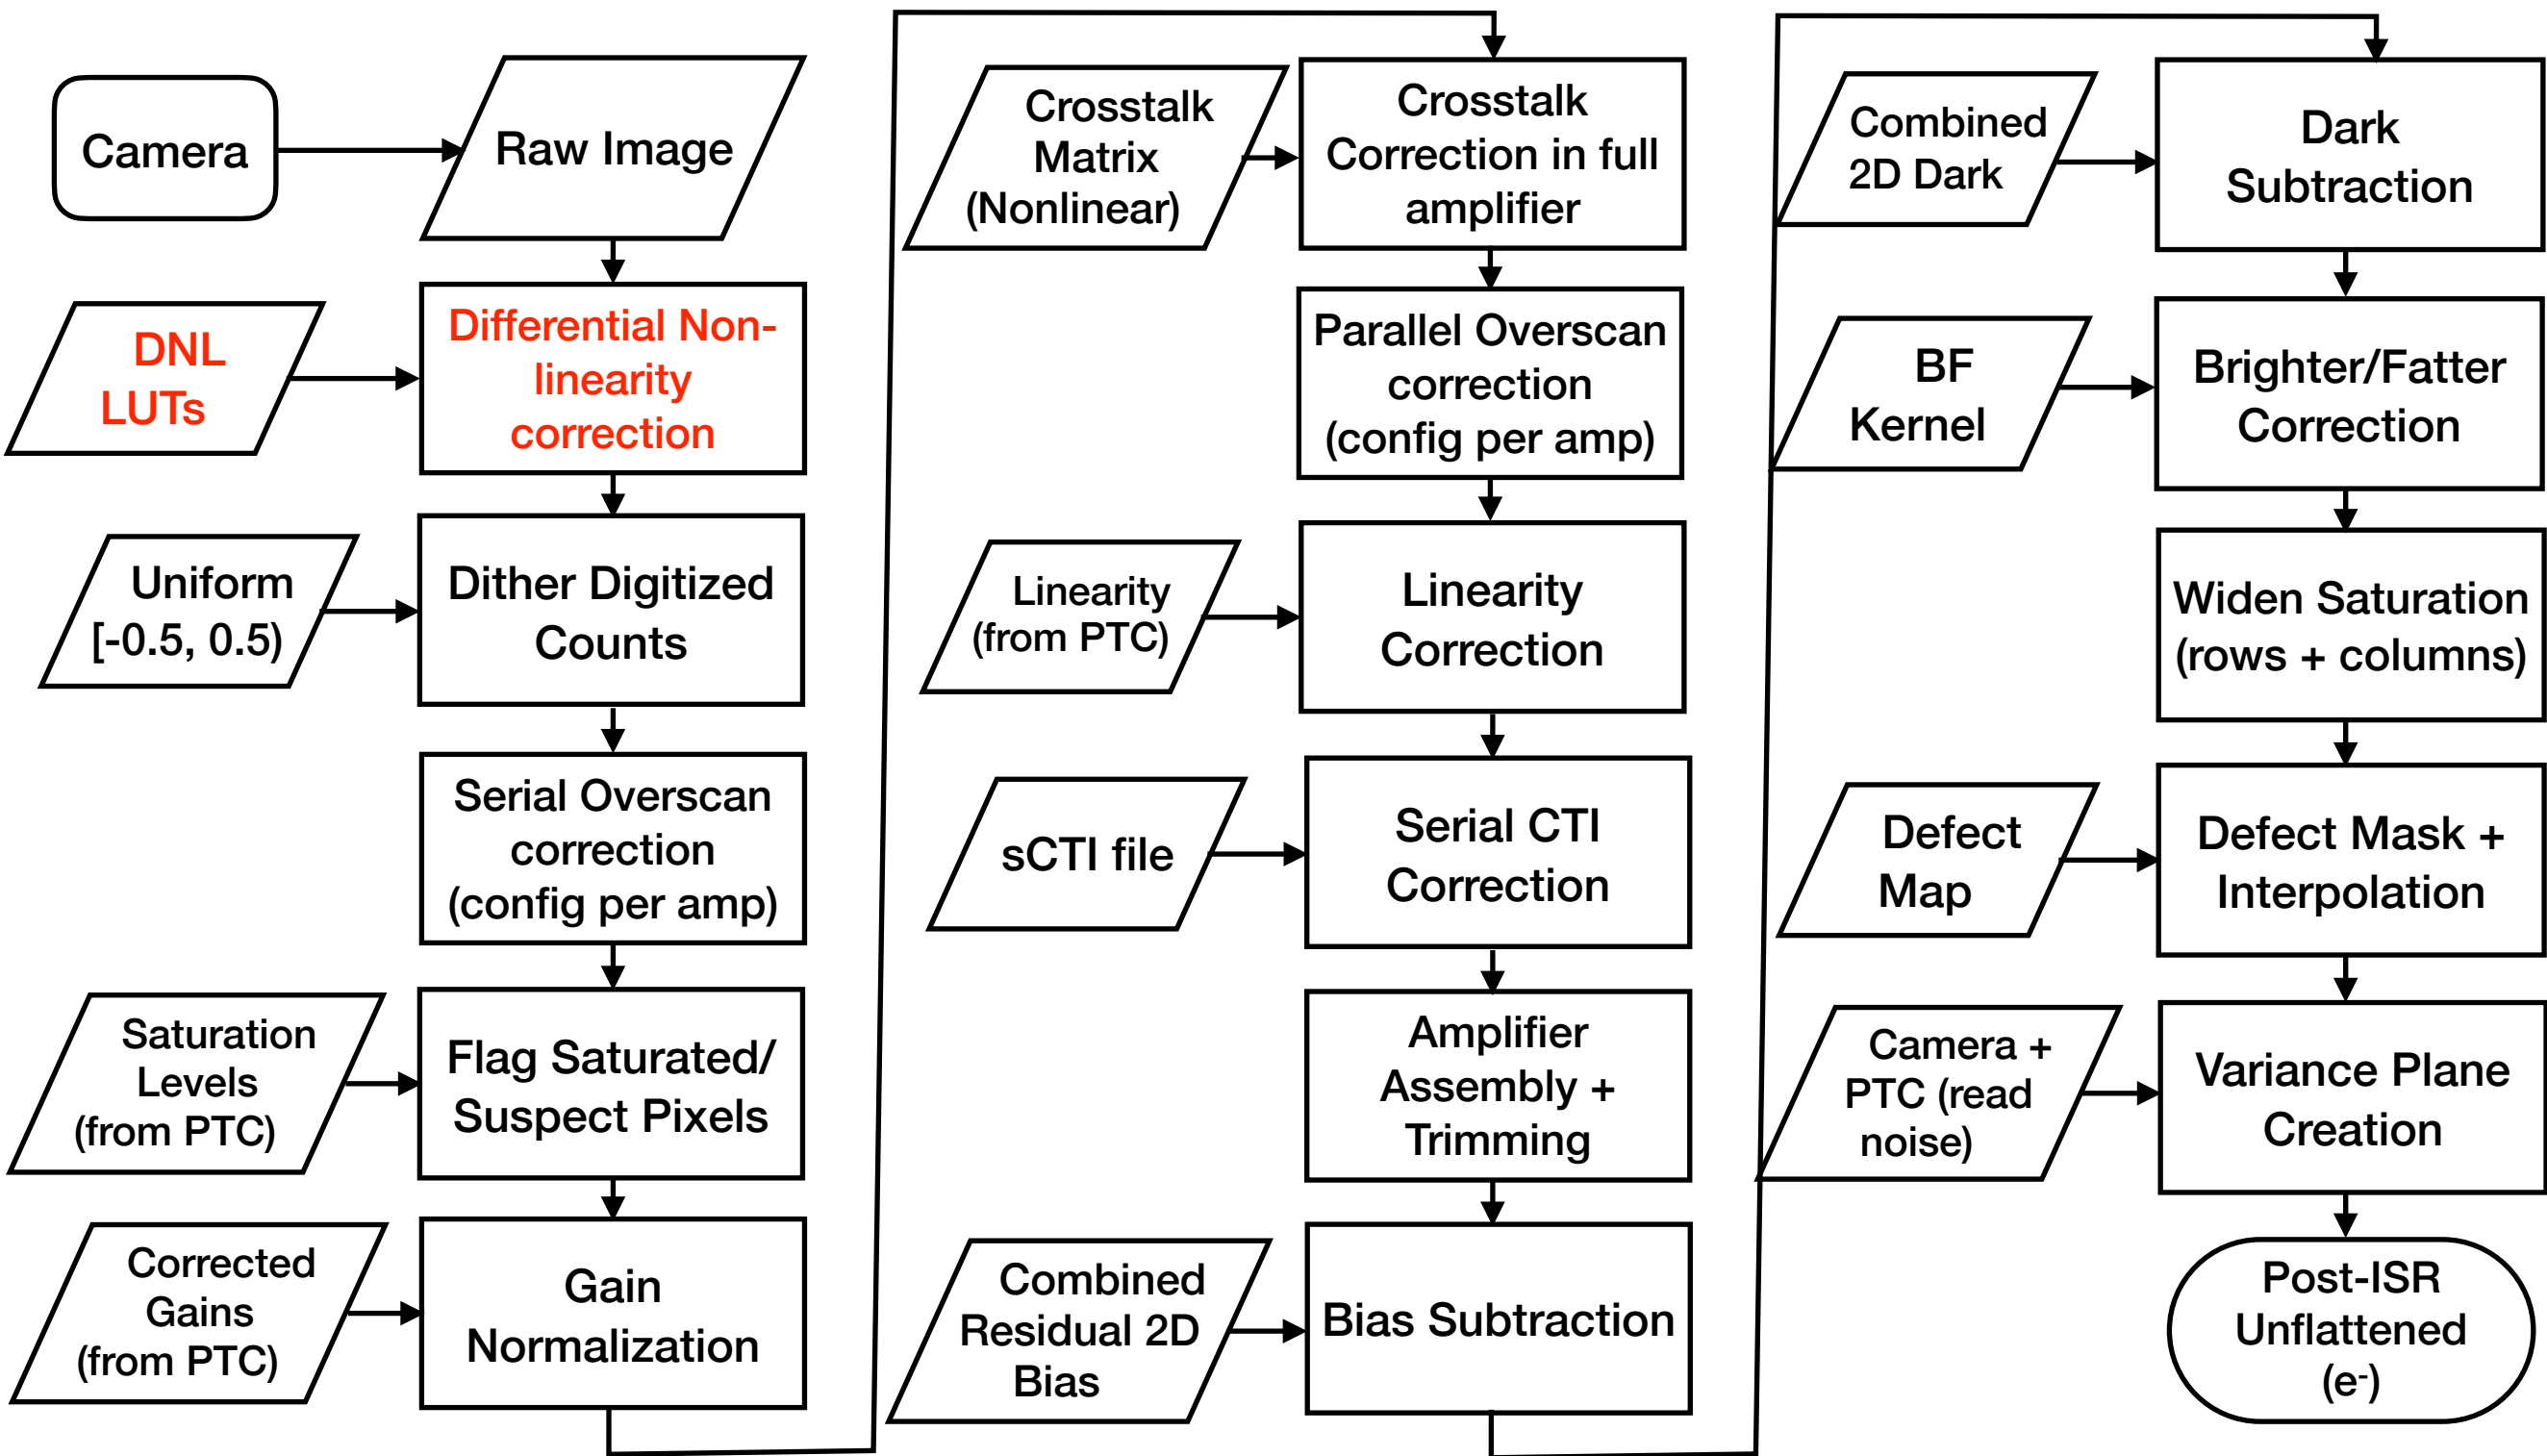 Camera
Raw Image
DNL
LUTs
Differential Non-
linearity
correction
Uniform
[-0.5, 0.5)
Dither Digitized
Counts
Serial Overscan
correction
(config per amp)
Saturation
Levels
(from PTC)
Flag Saturated/
Suspect Pixels
Corrected
Gains
(from PTC)
Gain
Normalization
Crosstalk
Matrix
(Nonlinear)
Crosstalk
Correction in full
amplifier
Parallel Overscan
correction
(config per amp)
Linearity
(from PTC)
Linearity
Correction
sCTI file
Serial CTI
Correction
Amplifier
Assembly +
Trimming
Combined
Residual 2D
Bias
Bias Subtraction
Combined
2D Dark
Dark
Subtraction
BF
Kernel
Brighter/Fatter
Correction
Widen Saturation
(rows + columns)
Defect
Map
Defect Mask +
Interpolation
Camera +
PTC (read
noise)
Variance Plane
Creation
Post-ISR
Unflattened
(e-)